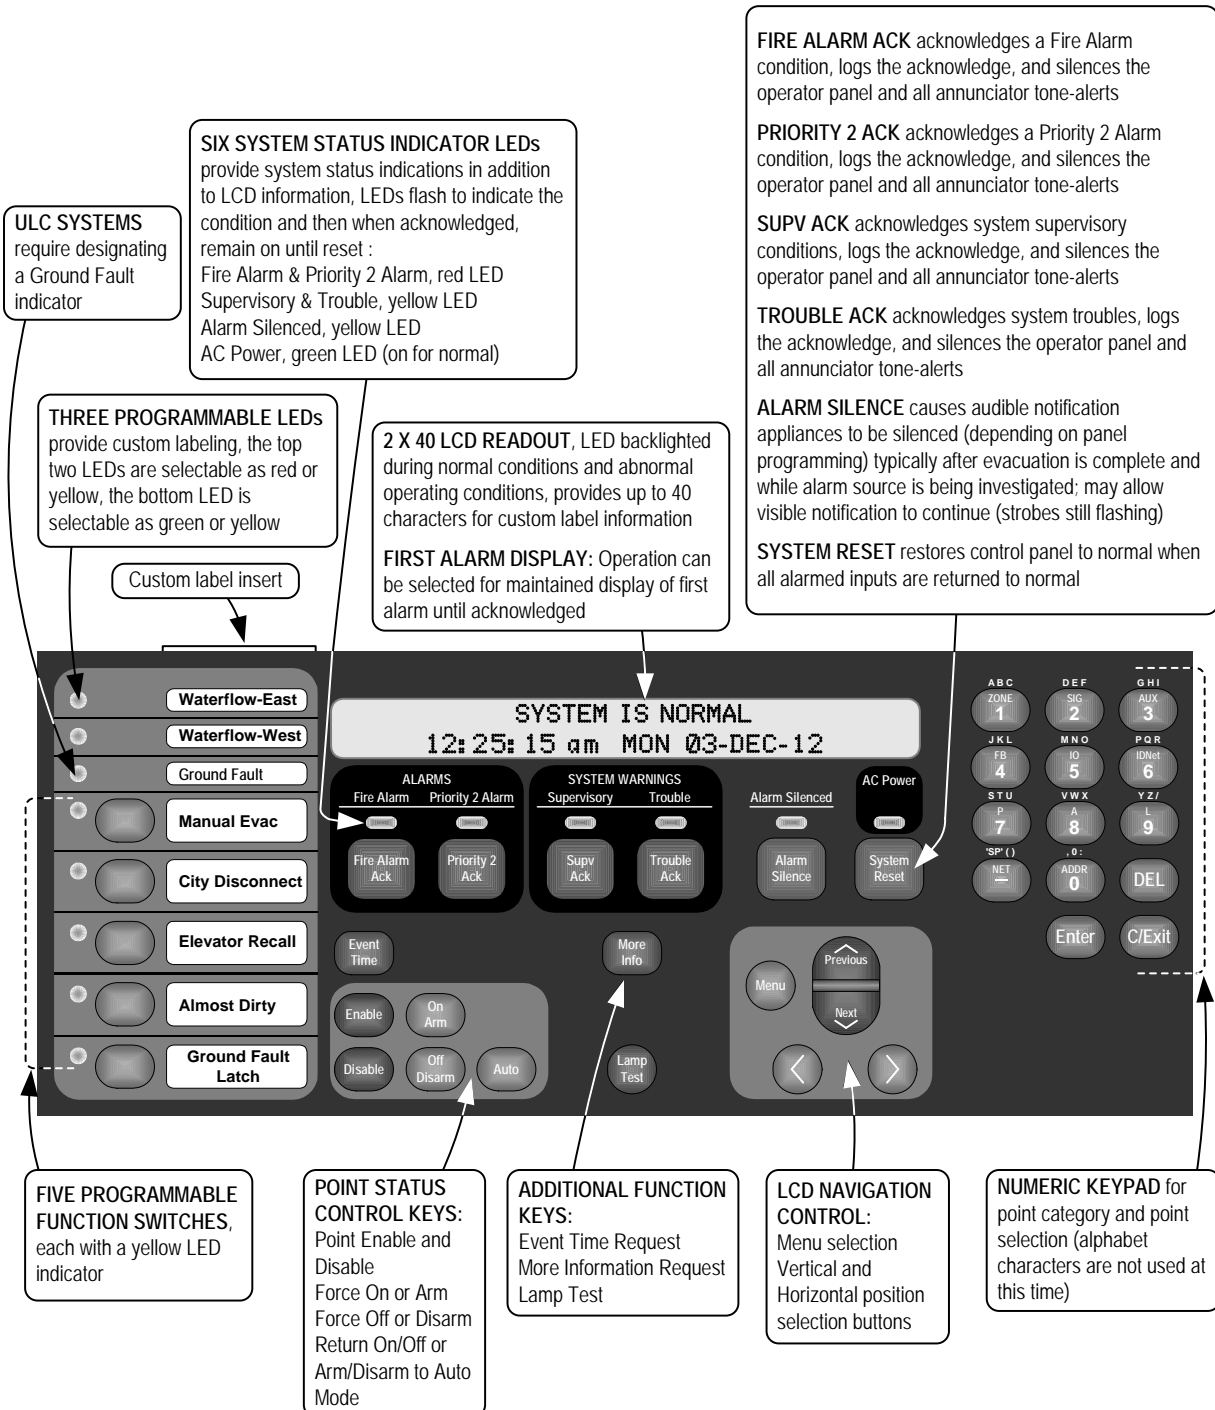 FIRE ALARM ACK acknowledges a Fire Alarm
condition, logs the acknowledge, and silences the
operator panel and all annunciator tone-alerts
PRIORITY 2 ACK acknowledges a Priority 2 Alarm
condition, logs the acknowledge, and silences the
operator panel and all annunciator tone-alerts
SUPV ACK acknowledges system supervisory
conditions, logs the acknowledge, and silences the
operator panel and all annunciator tone-alerts
TROUBLE ACK acknowledges system troubles, logs
the acknowledge, and silences the operator panel and
all annunciator tone-alerts
ALARM SILENCE causes audible notification
appliances to be silenced (depending on panel
programming) typically after evacuation is complete and
while alarm source is being investigated; may allow
visible notification to continue (strobes still flashing)
SYSTEM RESET restores control panel to normal when
all alarmed inputs are returned to normal
SIX SYSTEM STATUS INDICATOR LEDs
provide system status indications in addition
to LCD information, LEDs flash to indicate the
condition and then when acknowledged,
remain on until reset :
Fire Alarm & Priority 2 Alarm, red LED
Supervisory & Trouble, yellow LED
Alarm Silenced, yellow LED
AC Power, green LED (on for normal)
ULC SYSTEMS
require designating
a Ground Fault
indicator
THREE PROGRAMMABLE LEDs
provide custom labeling, the top
two LEDs are selectable as red or
yellow, the bottom LED is
selectable as green or yellow
2 X 40 LCD READOUT, LED backlighted
during normal conditions and abnormal
operating conditions, provides up to 40
characters for custom label information
FIRST ALARM DISPLAY: Operation can
be selected for maintained display of first
alarm until acknowledged
Custom label insert
Waterflow-East
Waterflow-West
Ground Fault
Manual Evac
City Disconnect
Elevator Recall
Almost Dirty
Ground Fault
Latch
SYSTEM IS NORMAL
12:25:15 am MON 03-DEC-12
ALARMS
Fire Alarm Priority 2 Alarm
SYSTEM WARNINGS
Supervisory Trouble
Alarm Silenced
AC Power
Fire Alarm
Ack
Priority 2
Ack
Supv
Ack
Trouble
Ack
Alarm
Silence
System
Reset
Event
Time
More
Info
Enable
On
Arm
Disable
Off
Disarm
Auto
Lamp
Test
Menu
Previous
Next
A B C D E F G H I
ZONE SIG AUX
1 2 3
J K L M N O P Q R
FB IO IDNet
4 5 6
S T U V W X Y Z /
P A L
7 8 9
'SP' ( ) , 0 :
NET ADDR
– 0 DEL
Enter C/Exit
FIVE PROGRAMMABLE
FUNCTION SWITCHES,
each with a yellow LED
indicator
POINT STATUS
CONTROL KEYS:
Point Enable and
Disable
Force On or Arm
Force Off or Disarm
Return On/Off or
Arm/Disarm to Auto
Mode
ADDITIONAL FUNCTION
KEYS:
Event Time Request
More Information Request
Lamp Test
LCD NAVIGATION
CONTROL:
Menu selection
Vertical and
Horizontal position
selection buttons
NUMERIC KEYPAD for
point category and point
selection (alphabet
characters are not used at
this time)